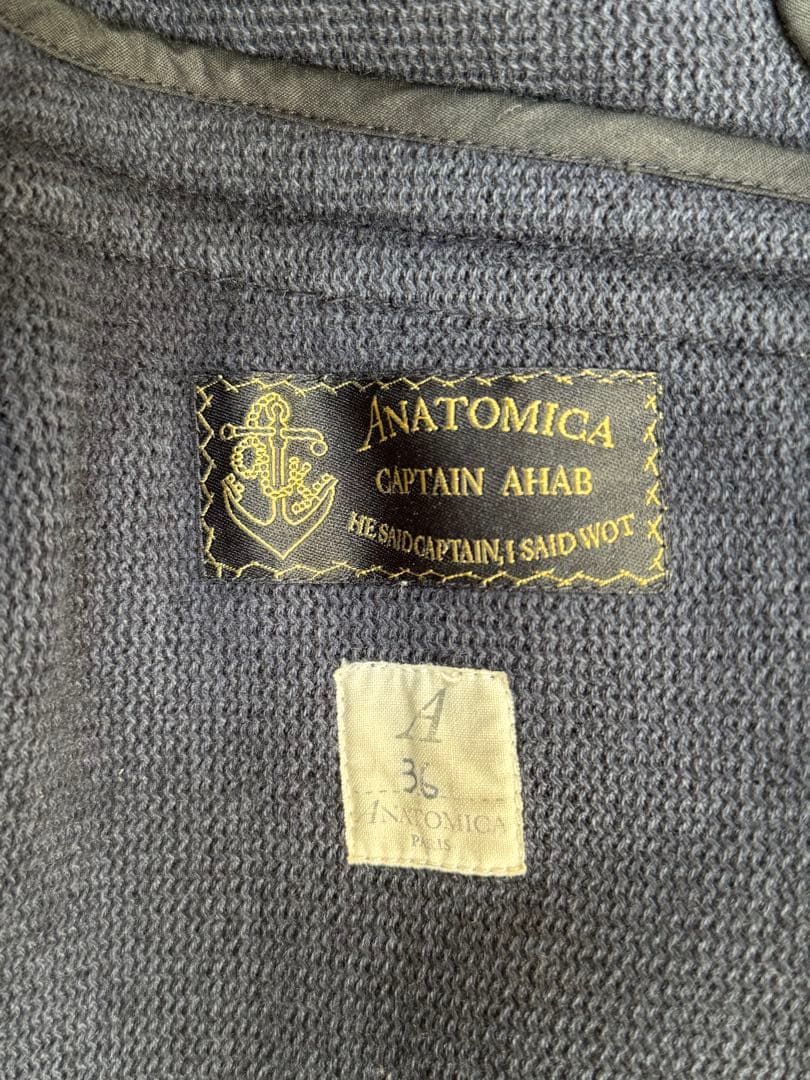 ANATOMICA
CAPTAIN AHAB
HE SAID CAPTAIN, I SAID WOT
A
36
ANATOMICA
PARIS